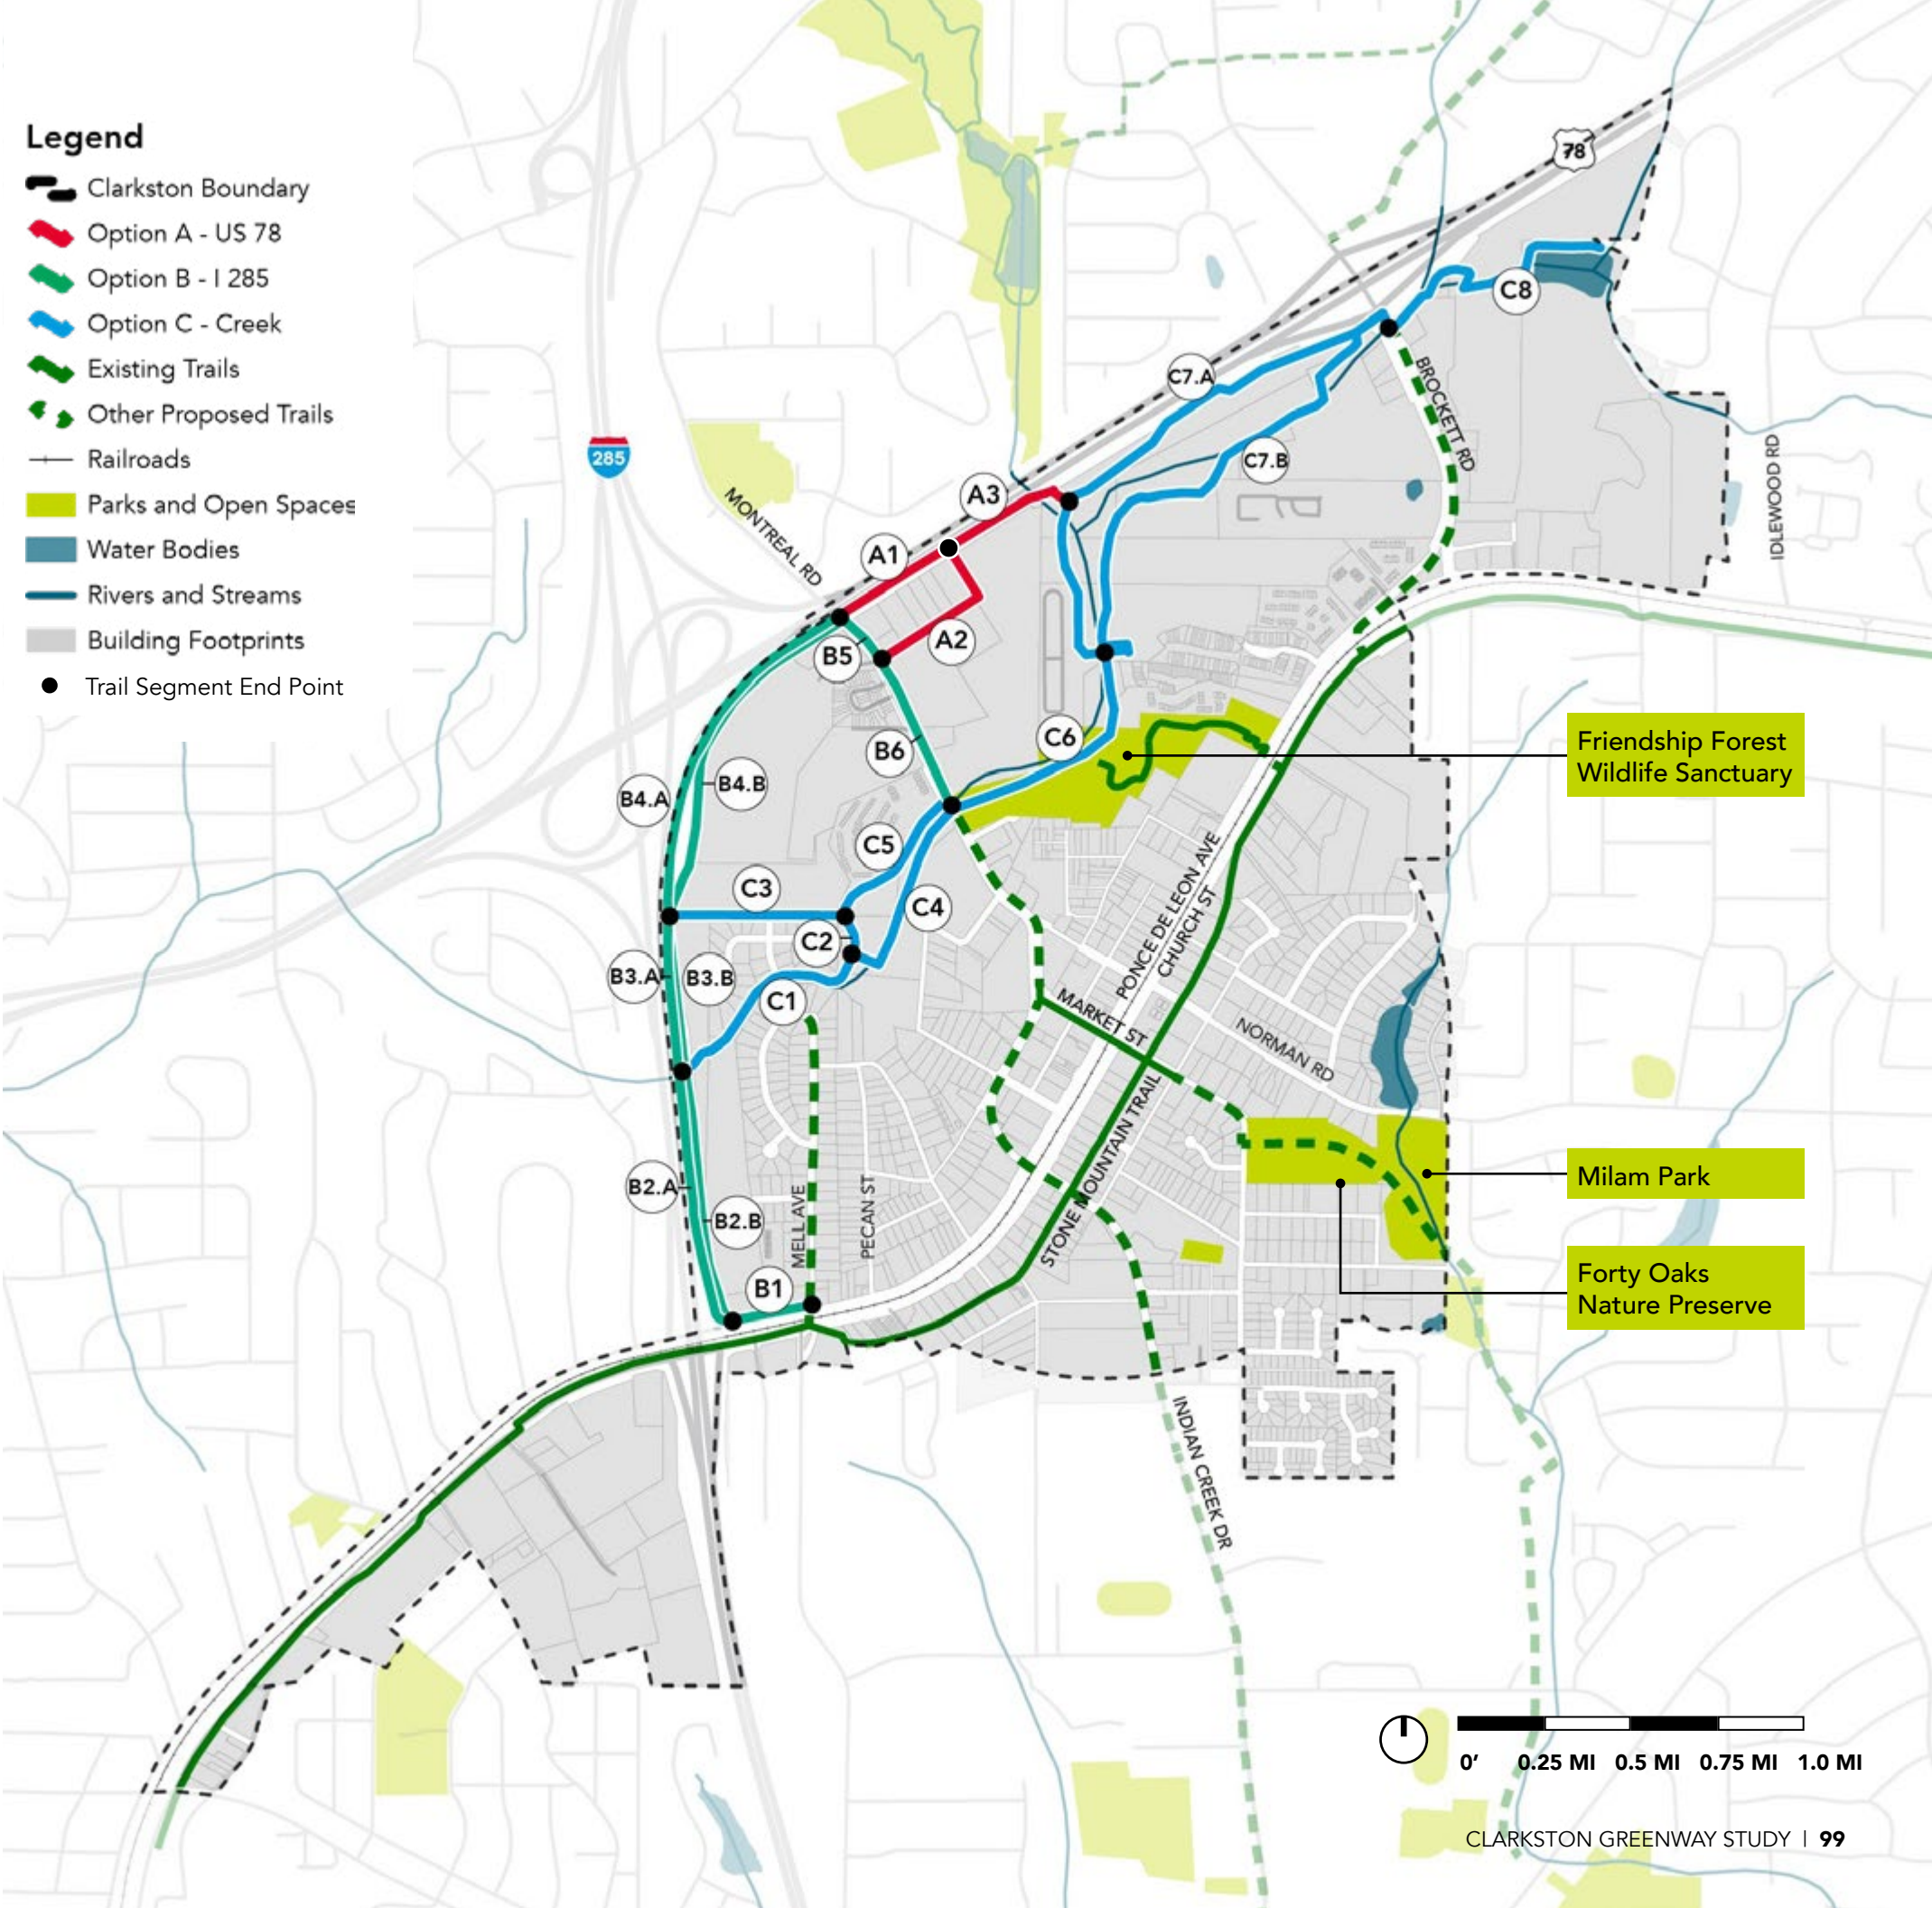 Legend
Clarkston Boundary
Option A - US 78
Option B - I 285
Option C - Creek
Existing Trails
Other Proposed Trails
Railroads
Parks and Open Spaces
Water Bodies
Rivers and Streams
Building Footprints
Trail Segment End Point
78
285
C8
C7.A
BROCKETT RD
C7.B
IDLEWOOD RD
MONTREAL RD
A3
A1
A2
B5
B6
C6
Friendship Forest
Wildlife Sanctuary
B4.A
B4.B
C5
C3
C4
C2
PONCE DE LEON AVE
CHURCH ST
B3.A
B3.B
C1
MARKET ST
NORMAN RD
STONE MOUNTAIN TRAIL
B2.A
B2.B
MELL AVE
PECAN ST
Milam Park
B1
Forty Oaks
Nature Preserve
INDIAN CREEK DR
0' 0.25 MI 0.5 MI 0.75 MI 1.0 MI
CLARKSTON GREENWAY STUDY | 99